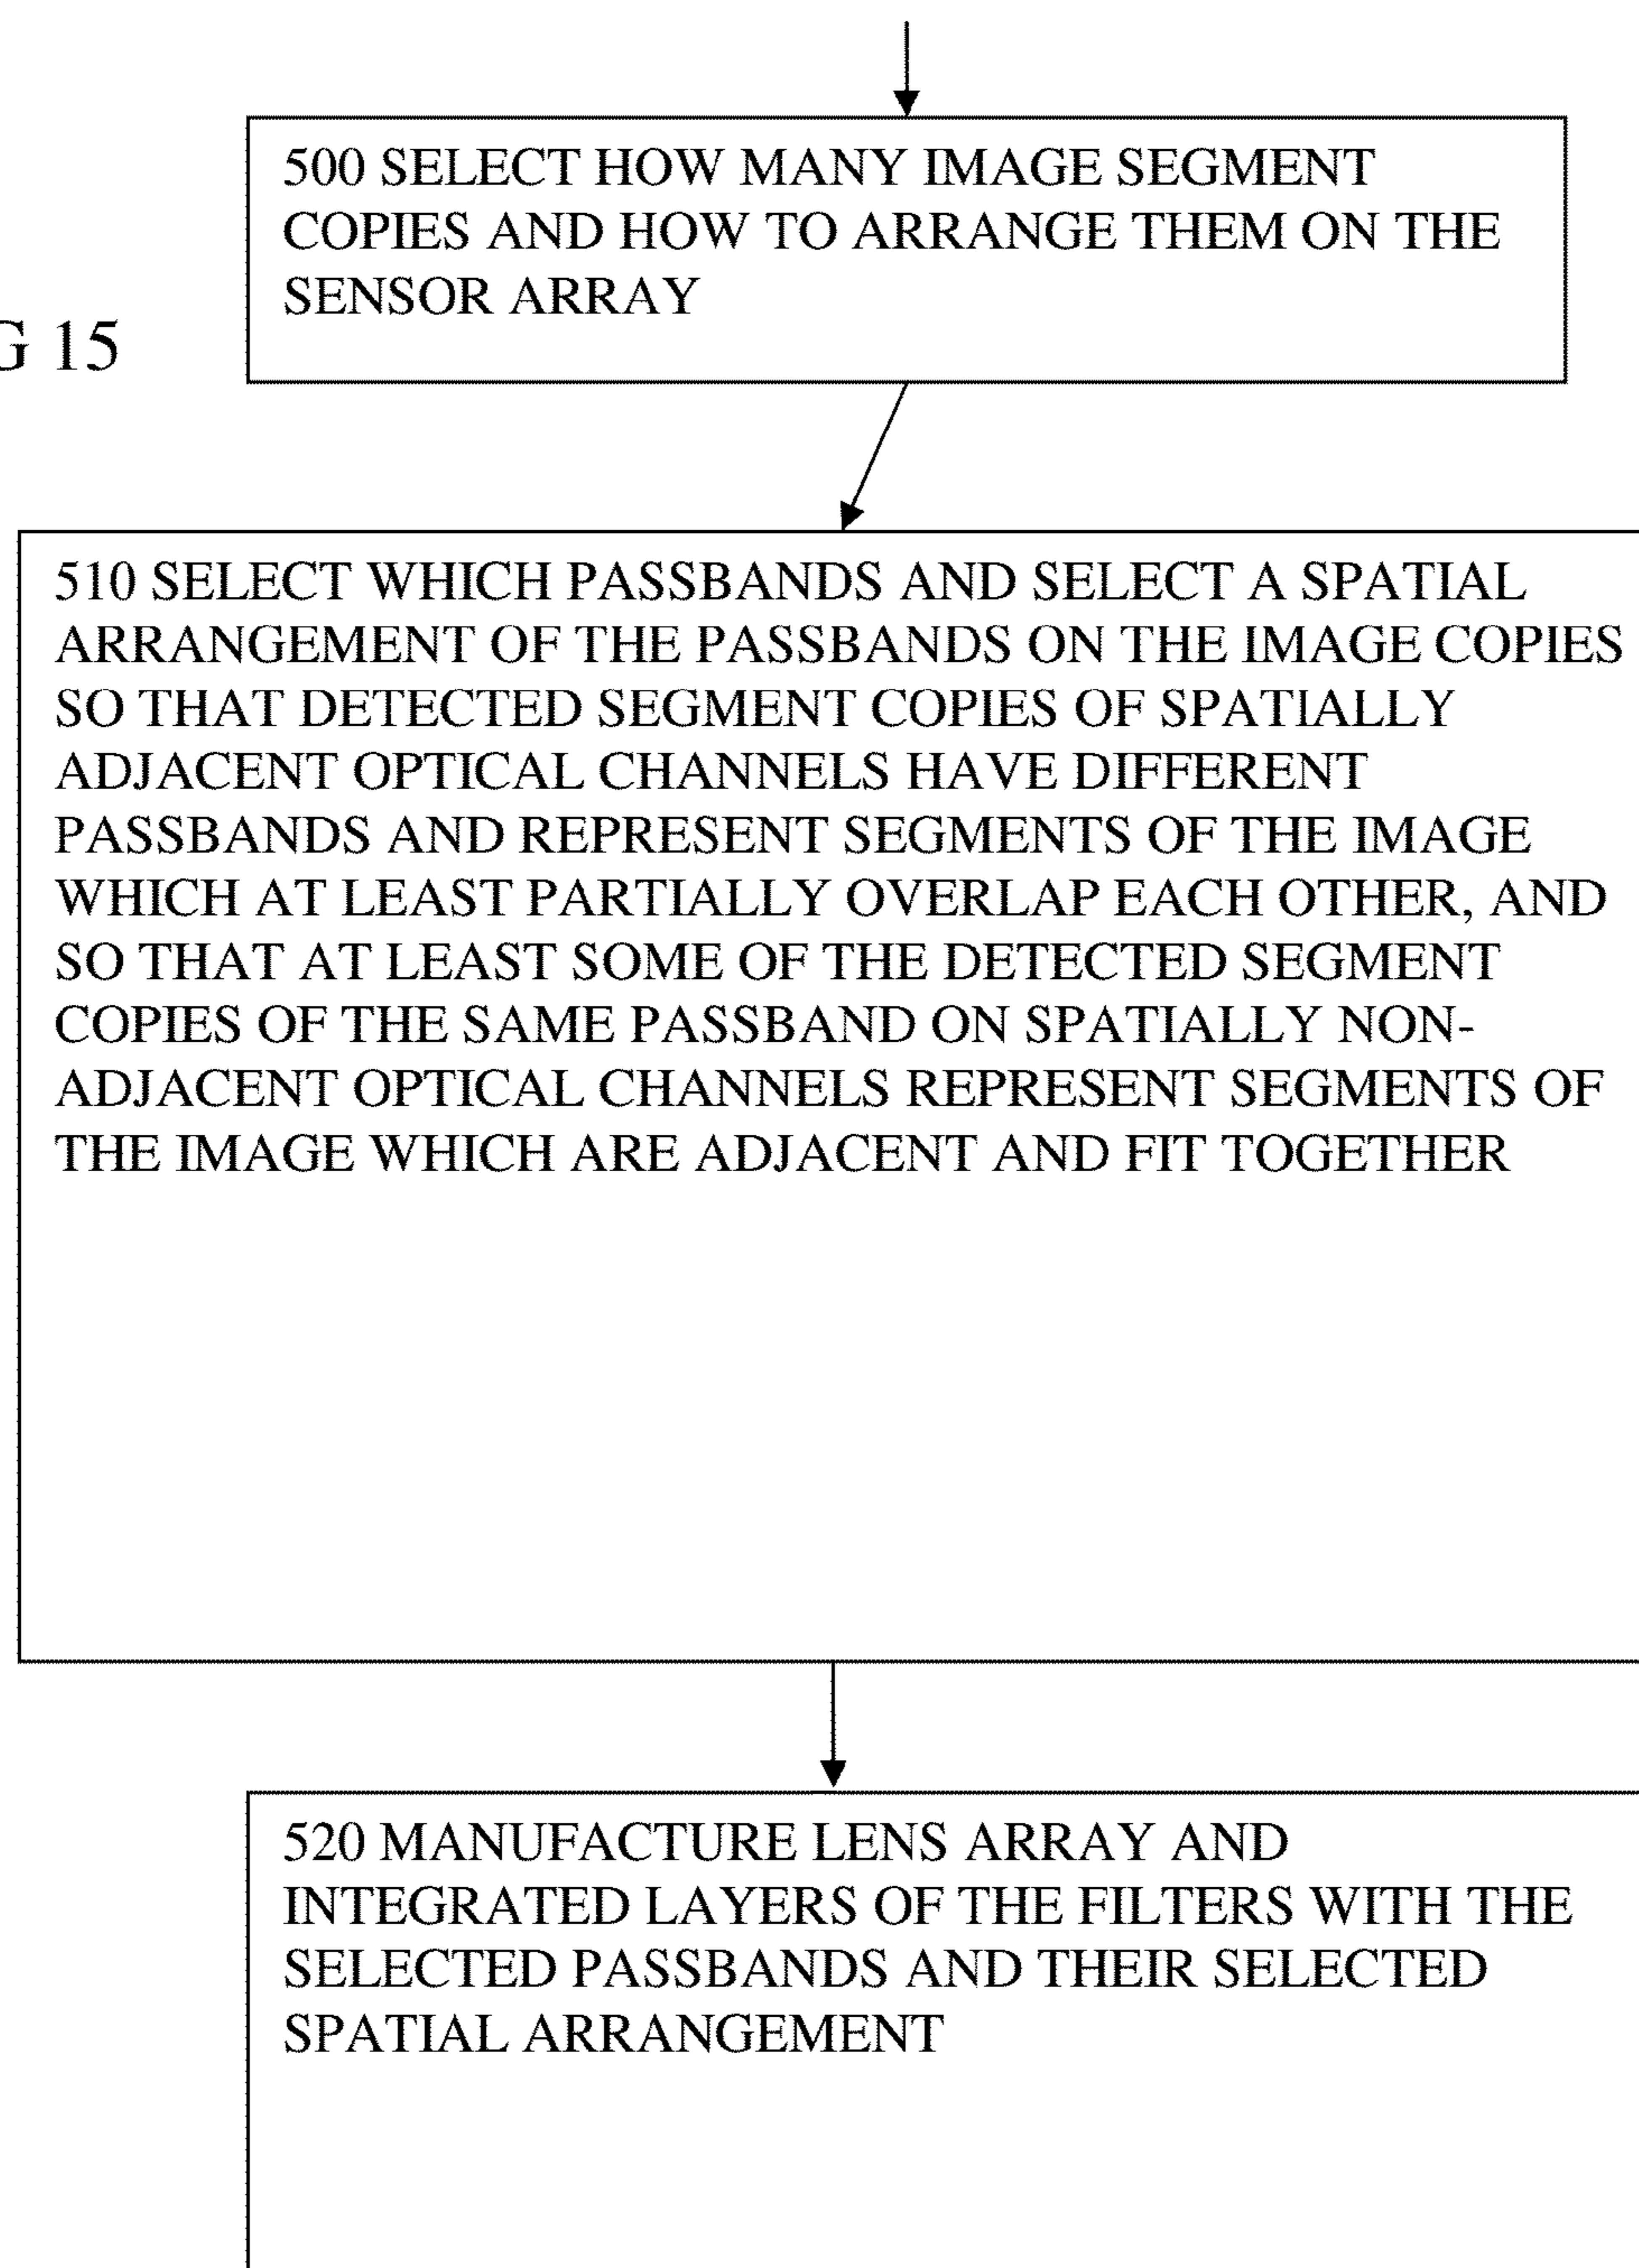 500 SELECT HOW MANY IMAGE SEGMENT
COPIES AND HOW TO ARRANGE THEM ON THE
SENSOR ARRAY
G 15
510 SELECT WHICH PASSBANDS AND SELECT A SPATIAL
ARRANGEMENT OF THE PASSBANDS ON THE IMAGE COPIES
SO THAT DETECTED SEGMENT COPIES OF SPATIALLY
ADJACENT OPTICAL CHANNELS HAVE DIFFERENT
PASSBANDS AND REPRESENT SEGMENTS OF THE IMAGE
WHICH AT LEAST PARTIALLY OVERLAP EACH OTHER, AND
SO THAT AT LEAST SOME OF THE DETECTED SEGMENT
COPIES OF THE SAME PASSBAND ON SPATIALLY NON-
ADJACENT OPTICAL CHANNELS REPRESENT SEGMENTS OF
THE IMAGE WHICH ARE ADJACENT AND FIT TOGETHER
520 MANUFACTURE LENS ARRAY AND
INTEGRATED LAYERS OF THE FILTERS WITH THE
SELECTED PASSBANDS AND THEIR SELECTED
SPATIAL ARRANGEMENT